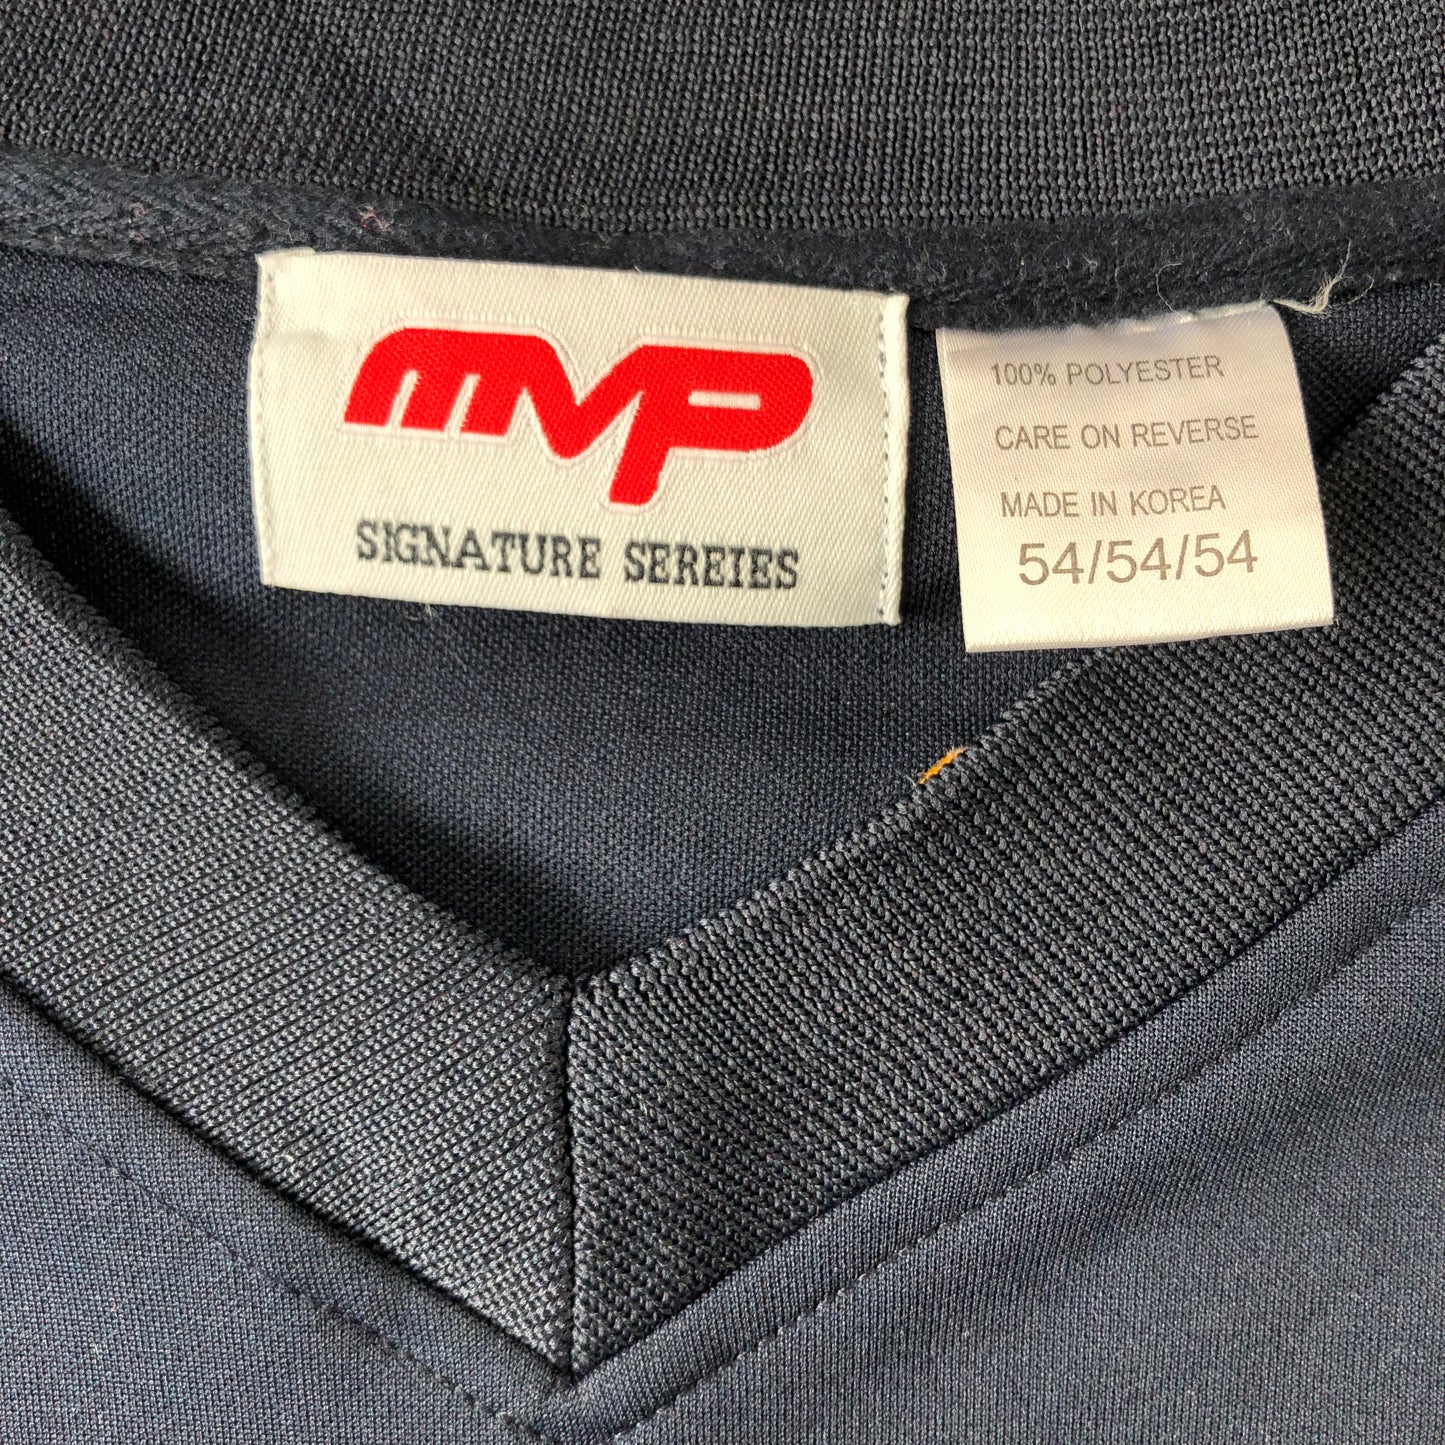 MVP
SIGNATURE SEREIES
100% POLYESTER
CARE ON REVERSE
MADE IN KOREA
54/54/54